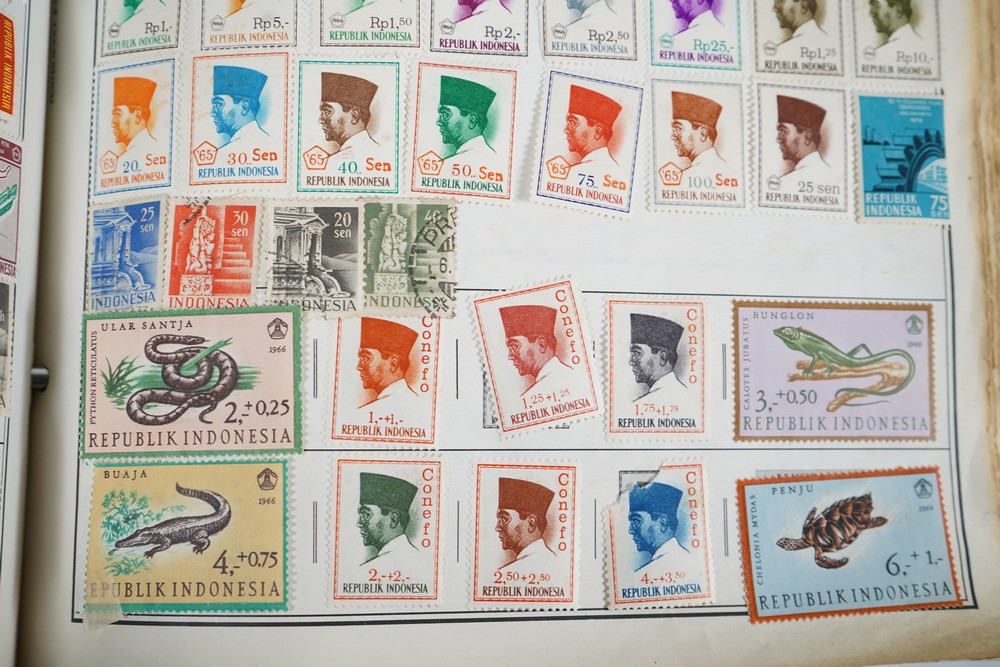 REPUBLIK INDONESIA
Rp1.-
REPUBLIK INDONESIA
Rp5.-
REPUBLIK INDONESIA
Rp1,50
REPUBLIK INDONESIA
Rp2,-
REPUBLIK INDONESIA
Rp2,50
REPUBLIK INDONESIA
Rp25,-
REPUBLIK INDONESIA
Rp1,25
REPUBLIK INDONESIA
Rp10,-
REPUBLIK INDONESIA
'65
20 Sen
REPUBLIK INDONESIA
'65
30 Sen
REPUBLIK INDONESIA
'65
40 Sen
REPUBLIK INDONESIA
'65
50 Sen
REPUBLIK INDONESIA
'65
75 Sen
REPUBLIK INDONESIA
'65
100 Sen
REPUBLIK INDONESIA
25 sen
REPUBLIK INDONESIA
REPUBLIK
INDONESIA
75
sen
25
sen
INDONESIA
30
sen
INDONESIA
20
sen
INDONESIA
INDONESIA
ULAR SANTJA
1966
PYTHON RETICULATUS
2,- +0,25
REPUBLIK INDONESIA
Conefo
1,-+1,-
REPUBLIK INDONESIA
Conefo
1,25+1,25
REPUBLIK INDONESIA
Conefo
1,75+1,75
REPUBLIK INDONESIA
BUNGLON
1966
CALOTES JUBATUS
3,- +0,50
REPUBLIK INDONESIA
BUAJA
1966
4,- +0,75
REPUBLIK INDONESIA
Conefo
2,-+2,-
REPUBLIK INDONESIA
Conefo
2,50+2,50
REPUBLIK INDONESIA
Conefo
4,-+3,50
REPUBLIK INDONESIA
PENJU
1966
CHELONIA MYDAS
6,- +1,-
REPUBLIK INDONESIA